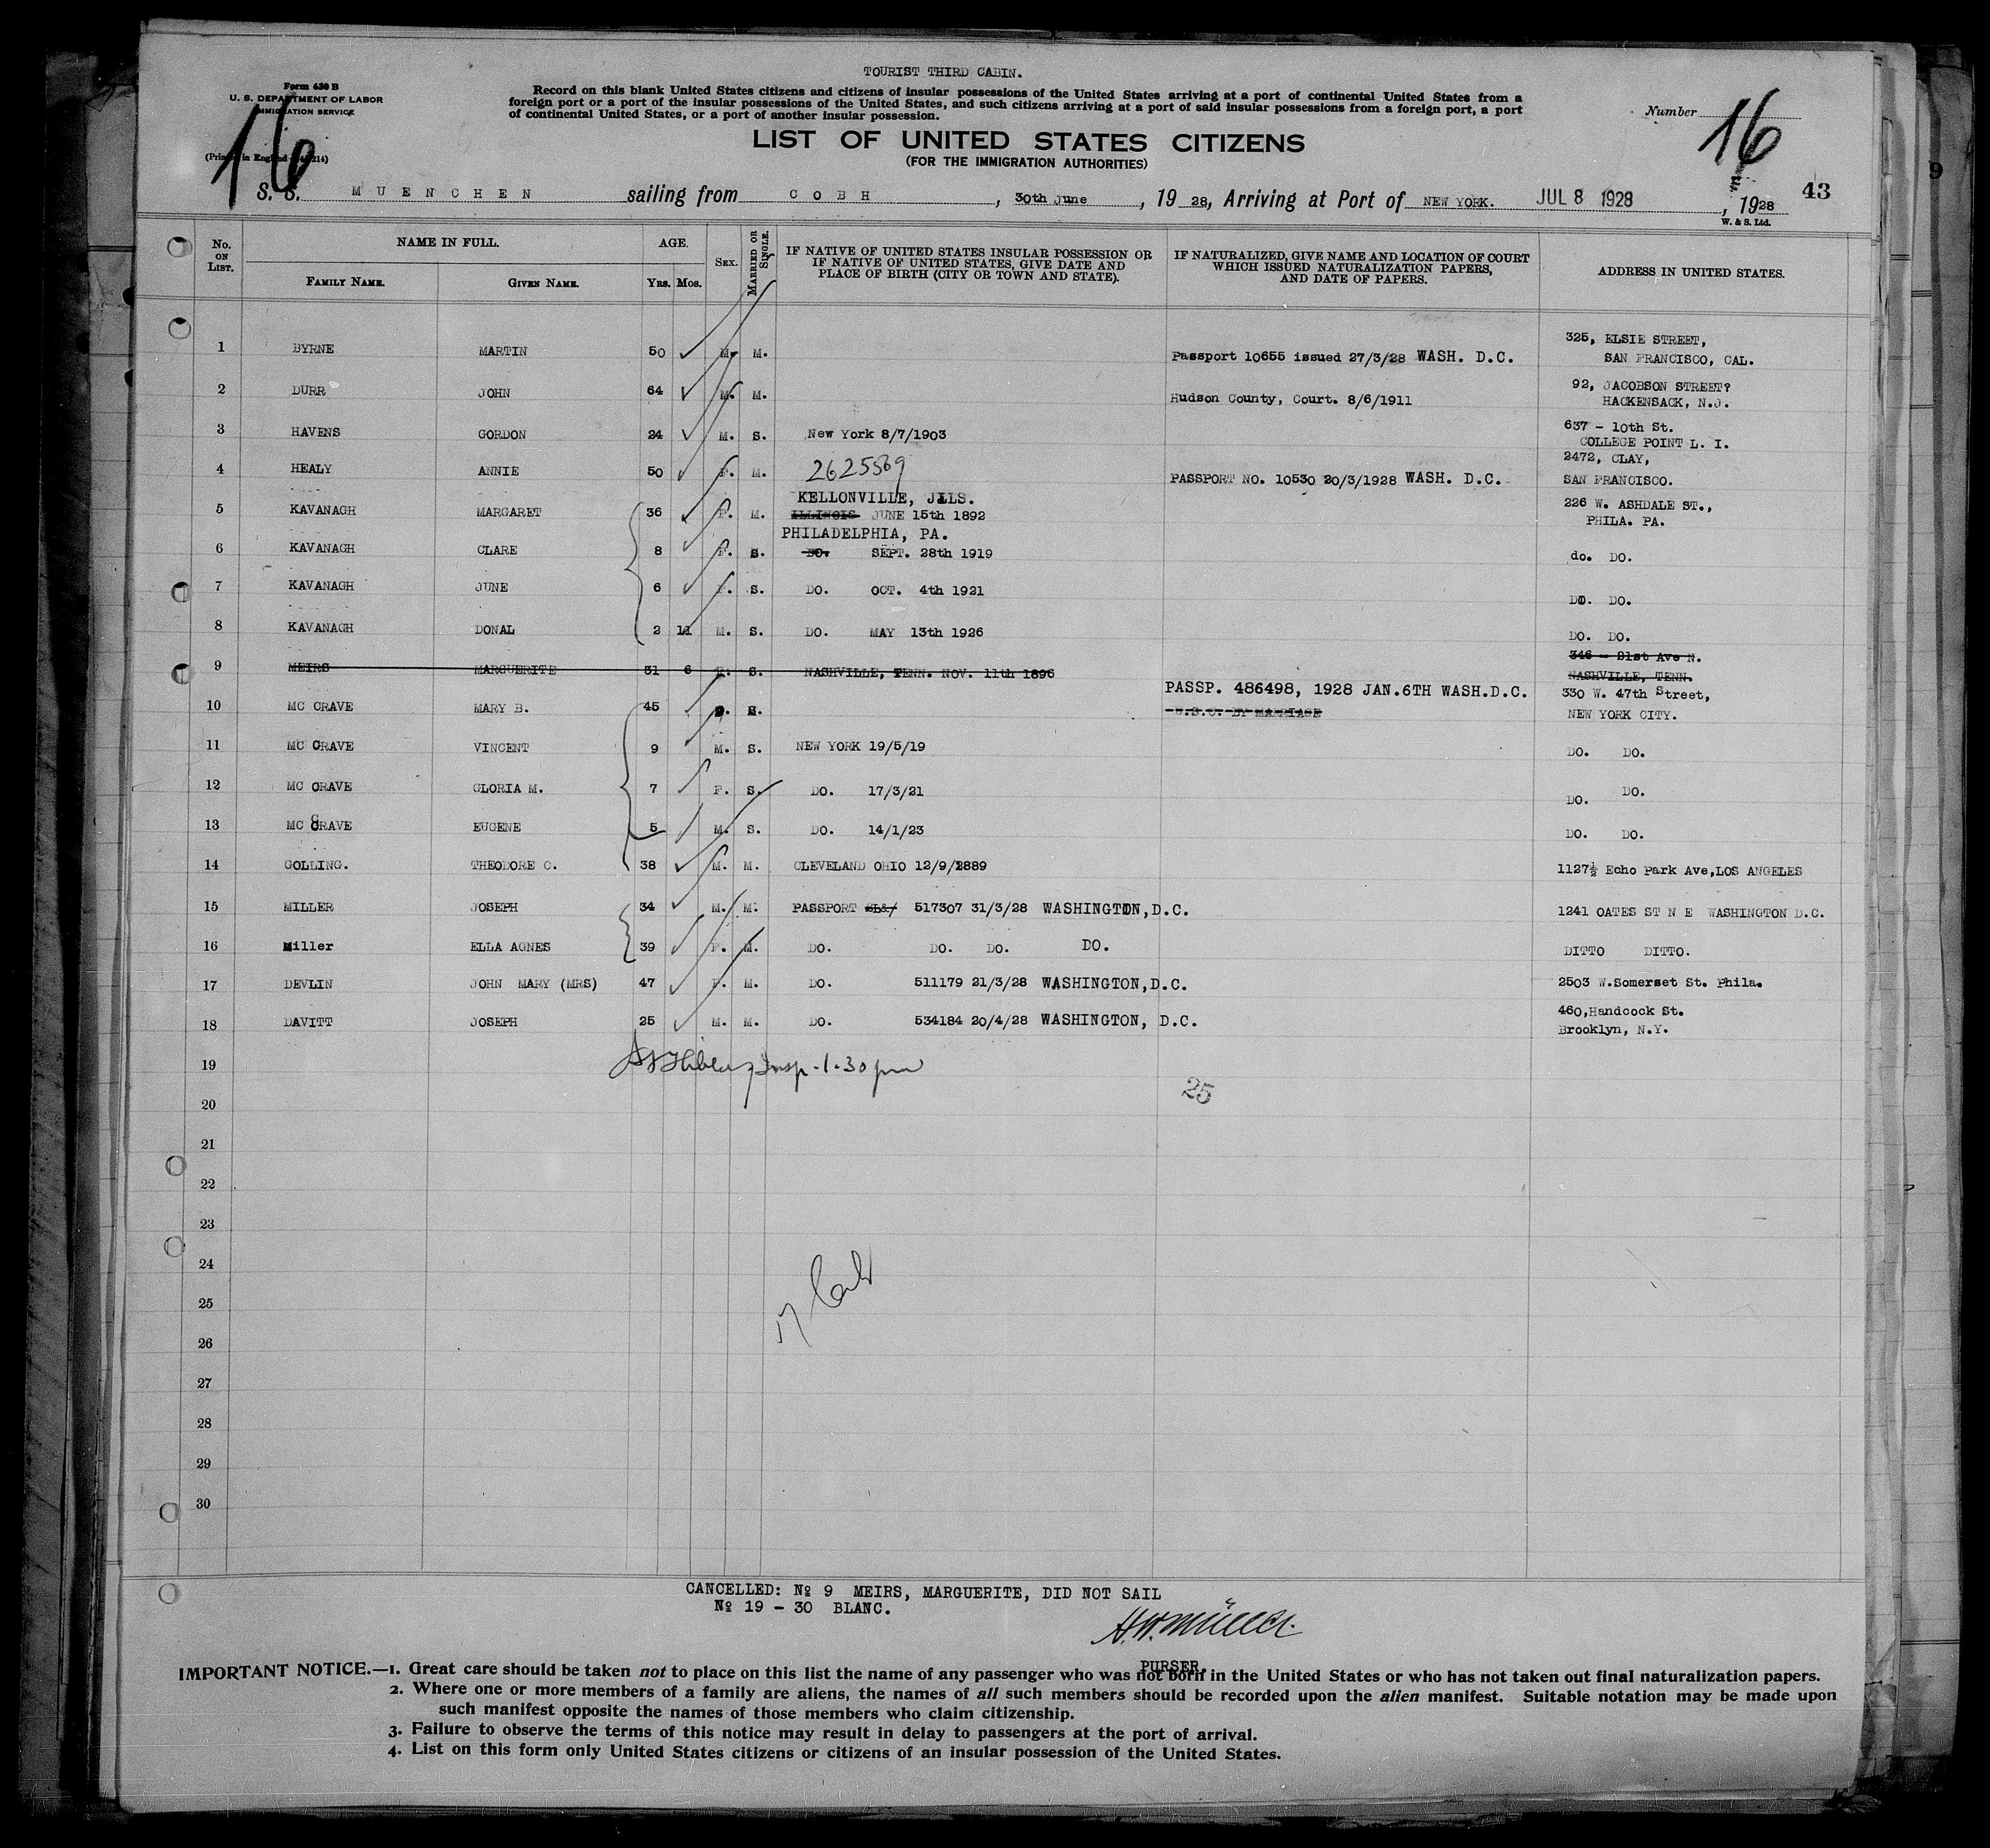 TOURIST THIRD CABIN.
Form 630 B
U. S. DEPARTMENT OF LABOR
IMMIGRATION SERVICE
(Printed in England
16
Record on this blank United States citizens and citizens of insular possessions of the United States arriving at a port of continental United States from a
foreign port or a port of the insular possessions of the United States, and such citizens arriving at a port of said insular possessions from a foreign port, a port
of continental United States, or a port of another insular possession.
Number 16
LIST OF UNITED STATES CITIZENS
(FOR THE IMMIGRATION AUTHORITIES)
S. S. MUENCHEN sailing from COBH, 30th June, 1928, Arriving at Port of NEW YORK. JUL 8 1928, 1928 43
W. & S. Ltd.
No. ON LIST. NAME IN FULL. AGE. SEX. MARRIED OR SINGLE. IF NATIVE OF UNITED STATES INSULAR POSSESSION OR IF NATIVE OF UNITED STATES, GIVE DATE AND PLACE OF BIRTH (CITY OR TOWN AND STATE). IF NATURALIZED, GIVE NAME AND LOCATION OF COURT WHICH ISSUED NATURALIZATION PAPERS, AND DATE OF PAPERS. ADDRESS IN UNITED STATES.
FAMILY NAME. GIVEN NAME. YRS. MOS.
325, ELSIE STREET,
1 BYRNE MARTIN 50 M. M. Passport 10655 issued 27/3/28 WASH. D.C. SAN FRANCISCO, CAL.
92, JACOBSON STREET?
2 DURR JOHN 64 M. M. Hudson County, Court. 8/6/1911 HACKENSACK, N.J.
637 - 10th St.
3 HAVENS GORDON 24 M. S. New York 8/7/1903 COLLEGE POINT L. I.
2472, CLAY,
4 HEALY ANNIE 50 F. M. 2625569 PASSPORT NO. 10530 20/3/1928 WASH. D.C. SAN FRANCISCO.
KELLONVILLE, JLLS.
5 KAVANAGH MARGARET 36 F. M. ILLINOIS JUNE 15th 1892 226 W. ASHDALE ST.,
PHILA. PA.
PHILADELPHIA, PA.
6 KAVANAGH CLARE 8 F. S. DO. SEPT. 28th 1919 do. DO.
7 KAVANAGH JUNE 6 F. S. DO. OCT. 4th 1921 DO. DO.
8 KAVANAGH DONAL 2 11 M. S. DO. MAY 13th 1926 DO. DO.
346 - 21st Ave N.
9 MEIRS MARGUERITE 31 6 F. S. NASHVILLE, TENN. NOV. 11th 1896 NASHVILLE, TENN.
PASSP. 486498, 1928 JAN.6TH WASH.D.C. 330 W. 47th Street,
10 MC CRAVE MARY B. 45 U.S.C. BY MARRIAGE NEW YORK CITY.
11 MC CRAVE VINCENT 9 M. S. NEW YORK 19/5/19 DO. DO.
12 MC CRAVE GLORIA M. 7 F. S. DO. 17/3/21 DO. DO.
13 MC CRAVE EUGENE 5 M. S. DO. 14/1/23 DO. DO.
14 GOLLING. THEODORE C. 38 M. M. CLEVELAND OHIO 12/9/1889 1127½ Echo Park Ave,LOS ANGELES
15 MILLER JOSEPH 34 M. M. PASSPORT 517307 31/3/28 WASHINGTON,D.C. 1241 OATES ST N E WASHINGTON D.C.
16 Miller ELLA AGNES 39 F. M. DO. DO. DO. DO. DITTO DITTO.
17 DEVLIN JOHN MARY (MRS) 47 F. M. DO. 511179 21/3/28 WASHINGTON,D.C. 2503 W.Somerset St. Phila.
18 DAVITT JOSEPH 25 M. M. DO. 534184 20/4/28 WASHINGTON, D.C. 460,Handcock St.
Brooklyn, N.Y.
19 Insp. 1.30 pm
25
20
21
22
23
24
25
26
27
28
29
30
CANCELLED: Nº 9 MEIRS, MARGUERITE, DID NOT SAIL
Nº 19 - 30 BLANC.
H.W. Müller.
PURSER.
IMPORTANT NOTICE.—1. Great care should be taken not to place on this list the name of any passenger who was not born in the United States or who has not taken out final naturalization papers.
2. Where one or more members of a family are aliens, the names of all such members should be recorded upon the alien manifest. Suitable notation may be made upon
such manifest opposite the names of those members who claim citizenship.
3. Failure to observe the terms of this notice may result in delay to passengers at the port of arrival.
4. List on this form only United States citizens or citizens of an insular possession of the United States.
9